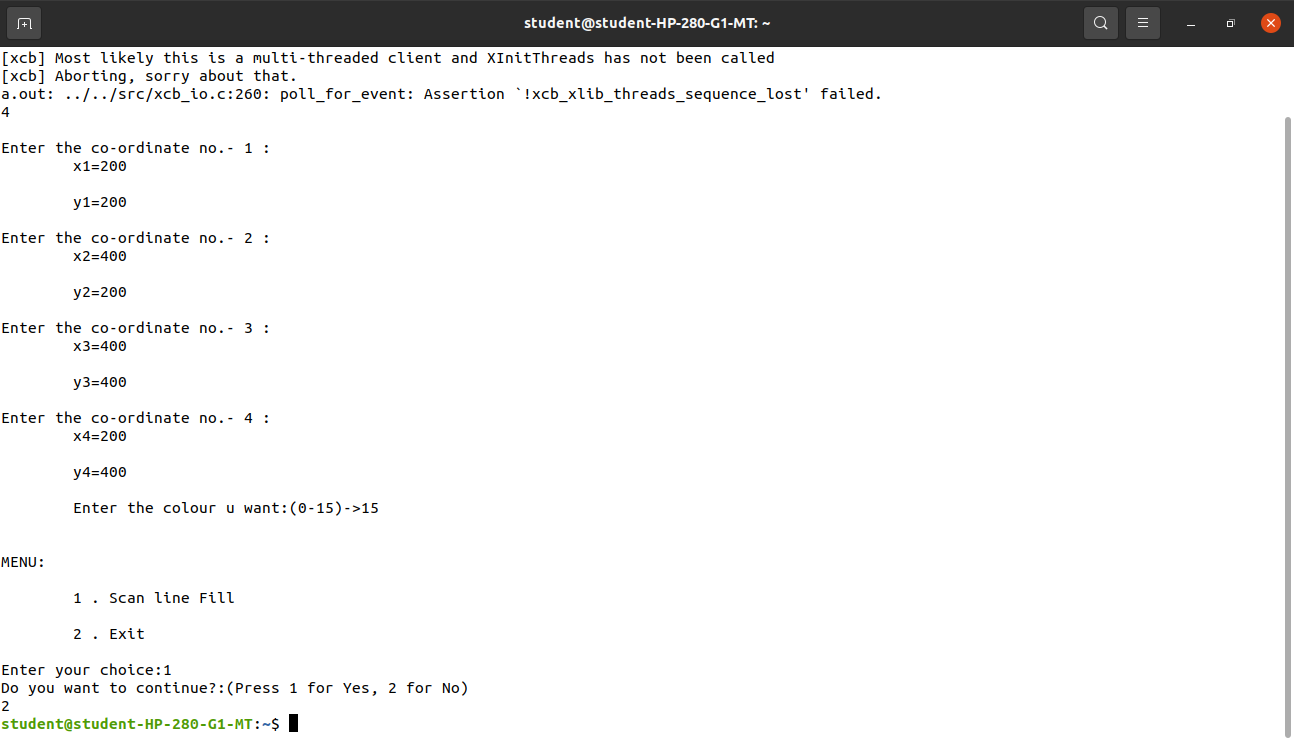 student@student-HP-280-G1-MT: ~
[xcb] Most likely this is a multi-threaded client and XInitThreads has not been called
[xcb] Aborting, sorry about that.
a.out: ../../src/xcb_io.c:260: poll_for_event: Assertion `!xcb_xlib_threads_sequence_lost' failed.
4
Enter the co-ordinate no.- 1 :
x1=200
y1=200
Enter the co-ordinate no.- 2 :
x2=400
y2=200
Enter the co-ordinate no.- 3 :
x3=400
y3=400
Enter the co-ordinate no.- 4 :
x4=200
y4=400
Enter the colour u want:(0-15)->15
MENU:
1 . Scan line Fill
2 . Exit
Enter your choice:1
Do you want to continue?:(Press 1 for Yes, 2 for No)
2
student@student-HP-280-G1-MT:~$